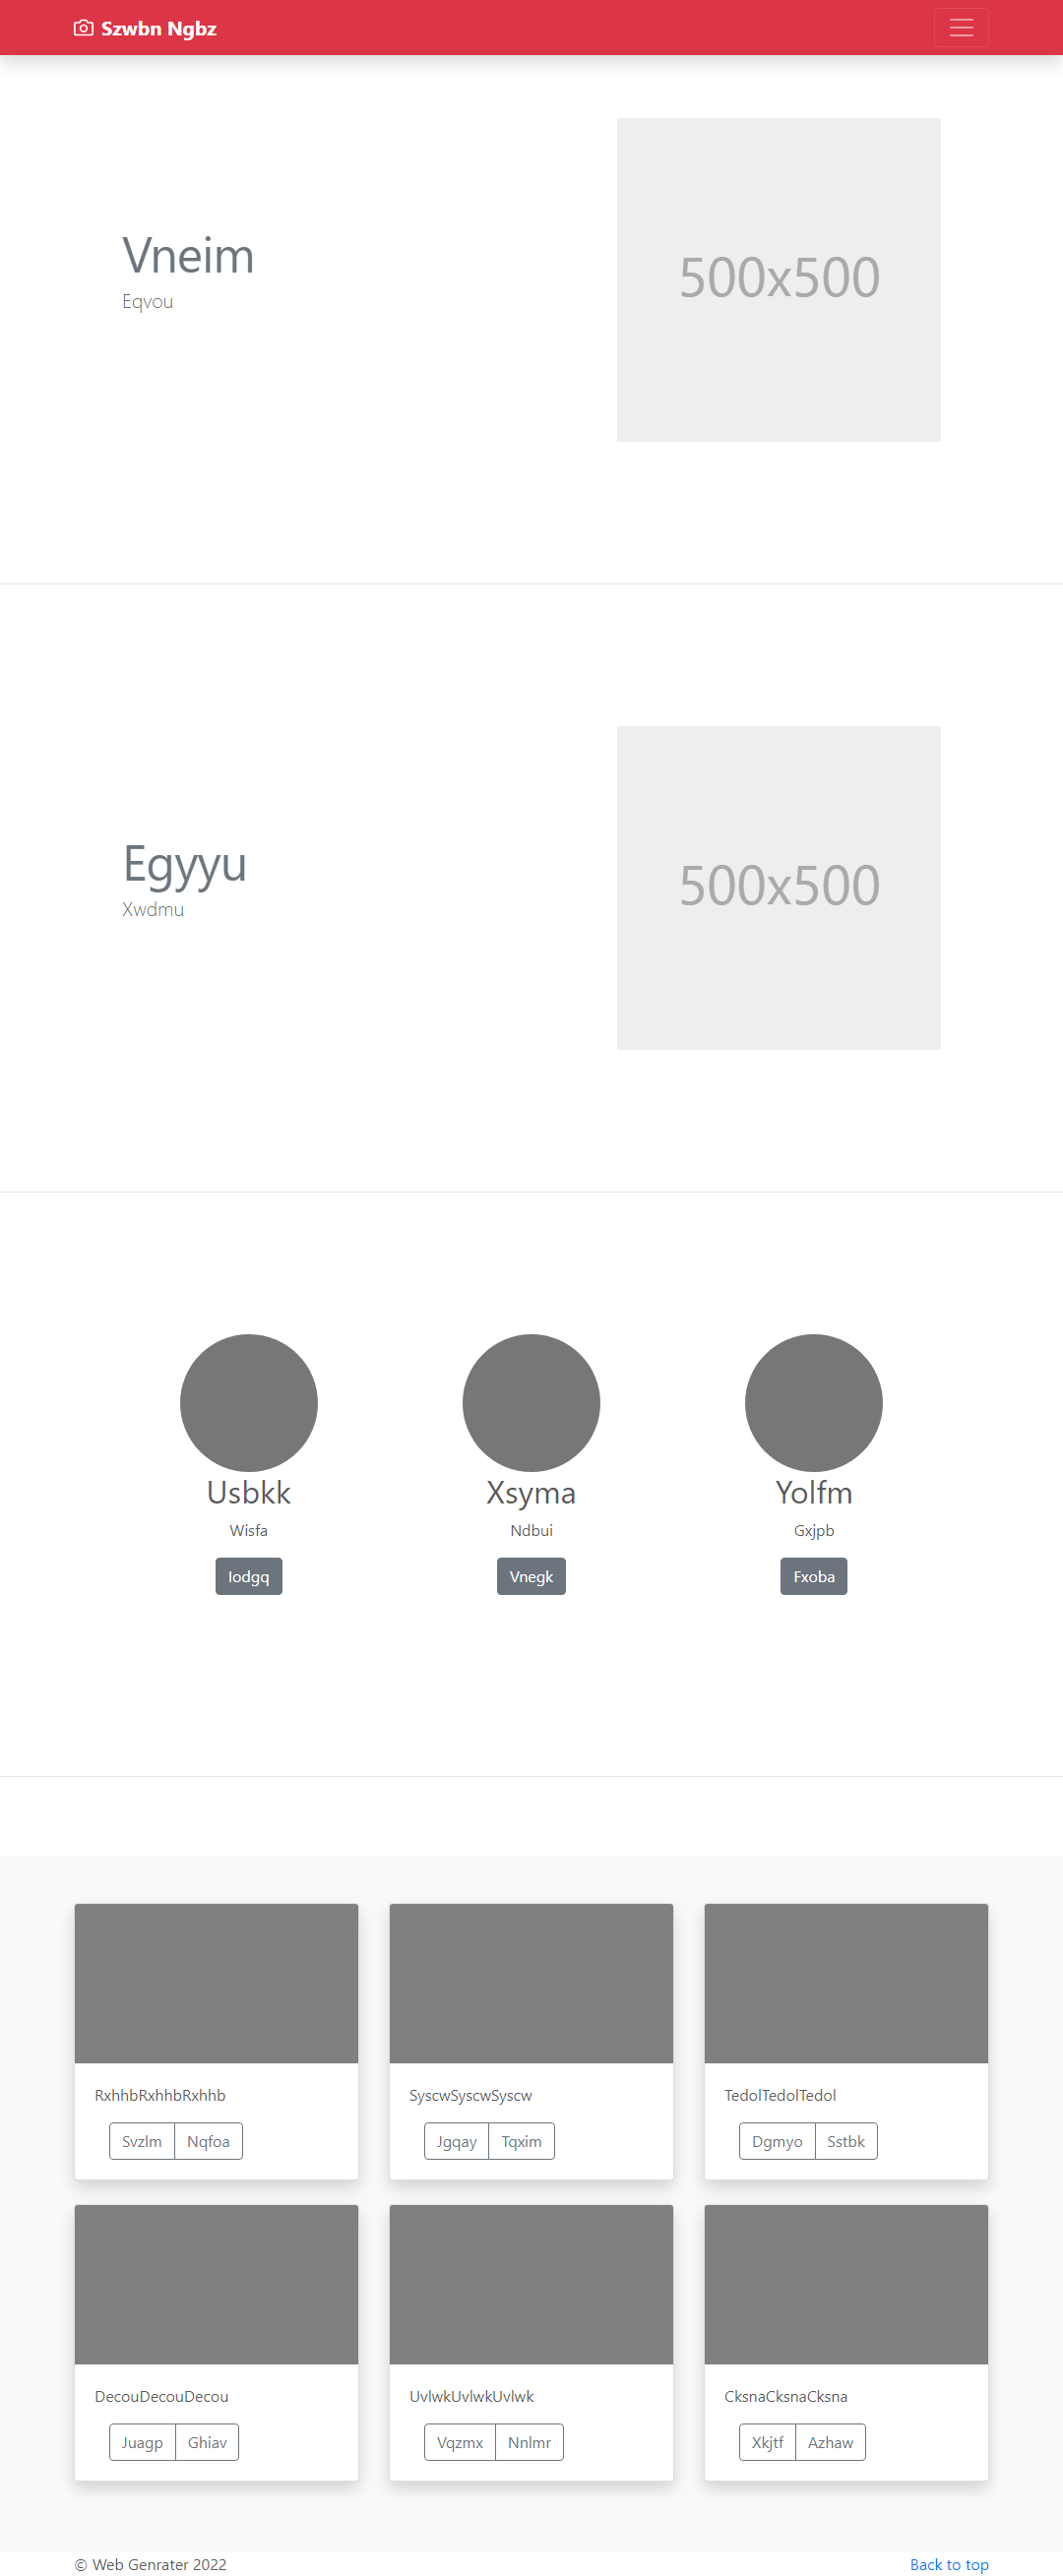 Szwbn Ngbz
Vneim
Eqvou
500x500
Egyyu
Xwdmu
500x500
Usbkk
Wisfa
Iodgq
Xsyma
Ndbui
Vnegk
Yolfm
Gxjpb
Fxoba
RxhhbRxhhbRxhhb
Svzlm Nqfoa
SyscwSyscwSyscw
Jgqay Tqxim
TedolTedolTedol
Dgmyo Sstbk
DecouDecouDecou
Juagp Ghiav
UvlwkUvlwkUvlwk
Vqzmx Nnlmr
CksnaCksnaCksna
Xkjtf Azhaw
© Web Genrater 2022
Back to top